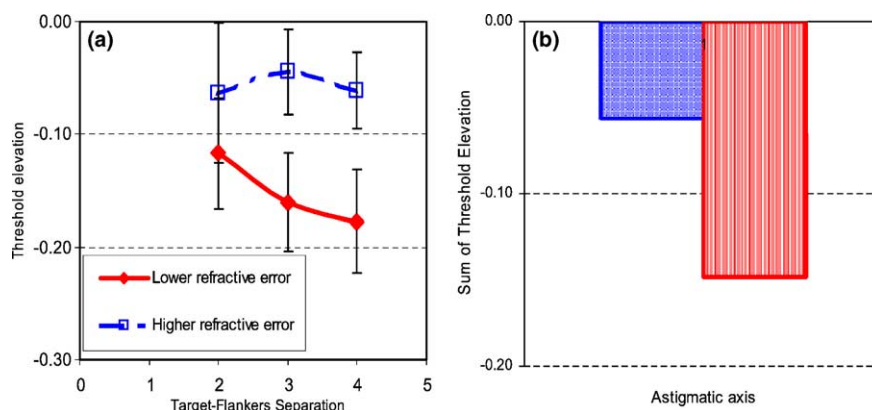 (a)
Threshold elevation
0.00
-0.10
-0.20
-0.30
Lower refractive error
Higher refractive error
0 1 2 3 4 5
Target-Flankers Separation
(b)
Sum of Threshold Elevation
0.00
-0.10
-0.20
Astigmatic axis